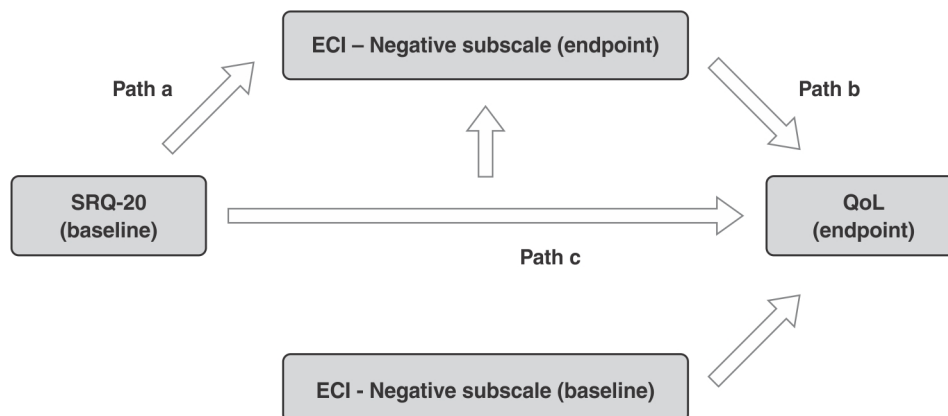 ECI – Negative subscale (endpoint)
Path a
Path b
SRQ-20
(baseline)
QoL
(endpoint)
Path c
ECI - Negative subscale (baseline)